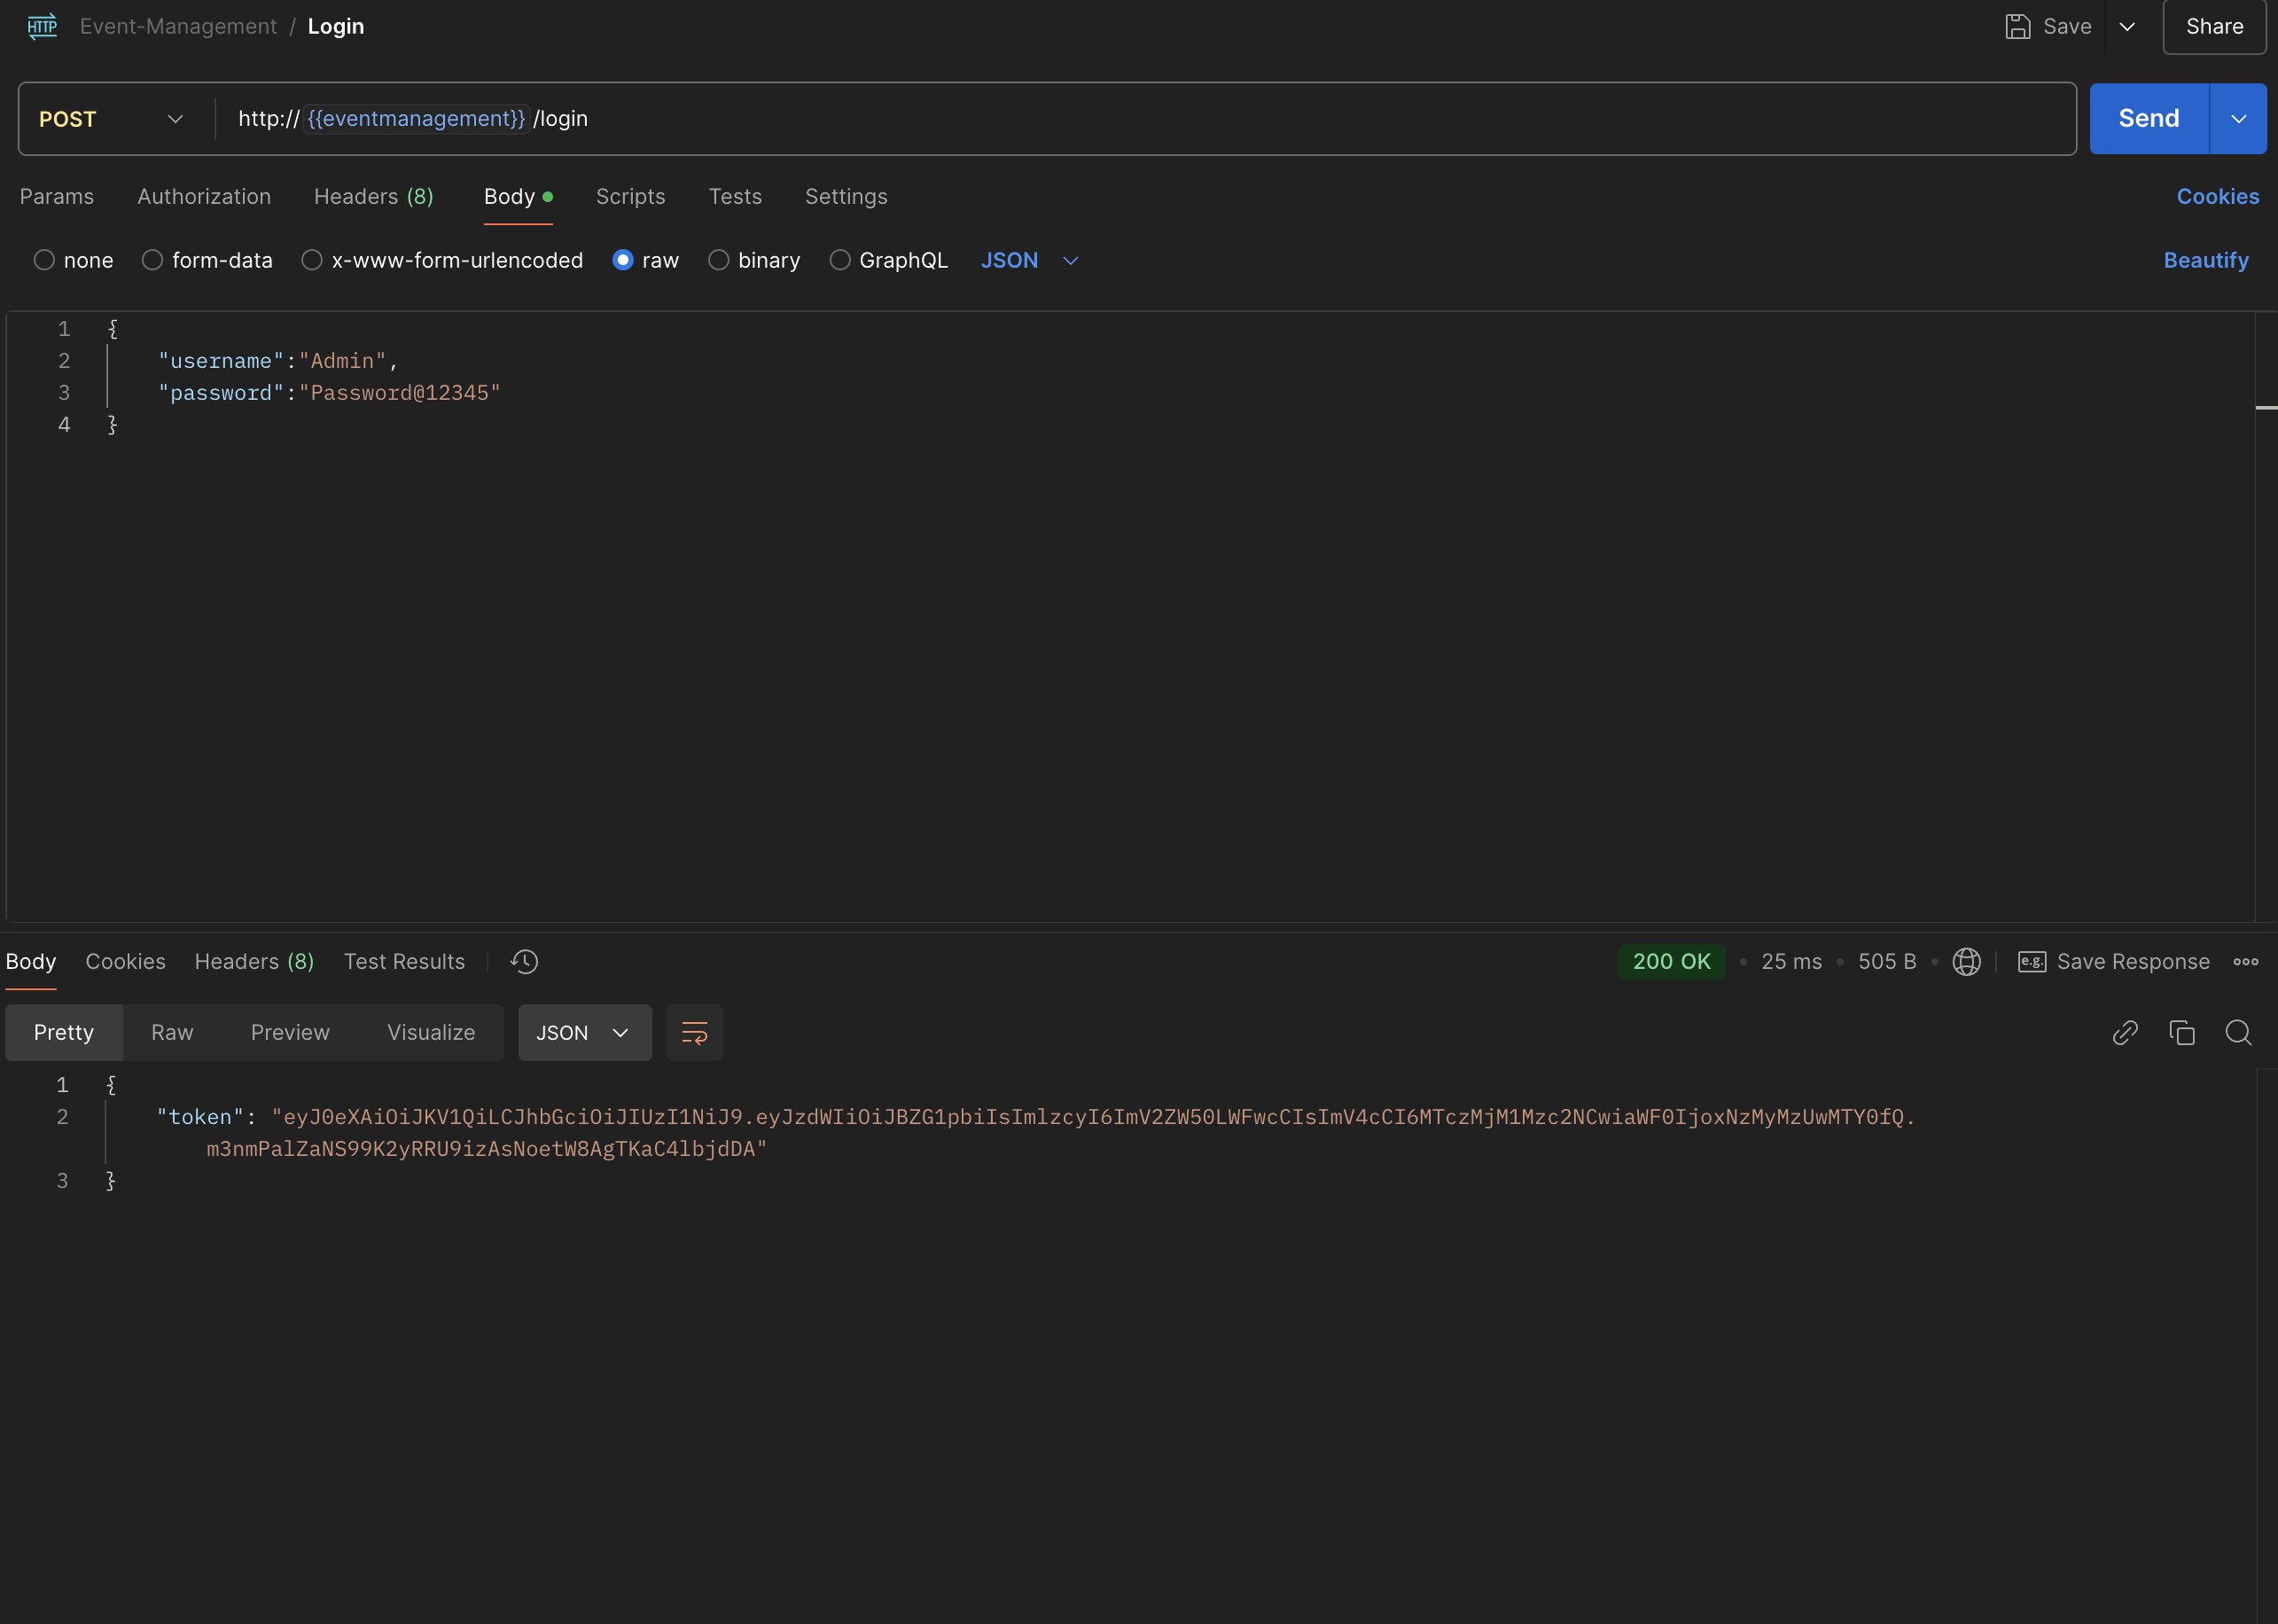 HTTP Event-Management / Login Save Share
POST http://{{eventmanagement}}/login Send
Params Authorization Headers (8) Body Scripts Tests Settings Cookies
none form-data x-www-form-urlencoded raw binary GraphQL JSON Beautify
1 {
2 "username":"Admin",
3 "password":"Password@12345"
4 }
Body Cookies Headers (8) Test Results 200 OK • 25 ms • 505 B • e.g. Save Response
Pretty Raw Preview Visualize JSON
1 {
2 "token": "eyJ0eXAiOiJKV1QiLCJhbGciOiJIUzI1NiJ9.eyJzdWIiOiJBZG1pbiIsImlzcyI6ImV2ZW50LWFwcCIsImV4cCI6MTczMjM1Mzc2NCwiaWF0IjoxNzMyMzUwMTY0fQ.
m3nmPalZaNS99K2yRRU9izAsNoetW8AgTKaC4lbjdDA"
3 }